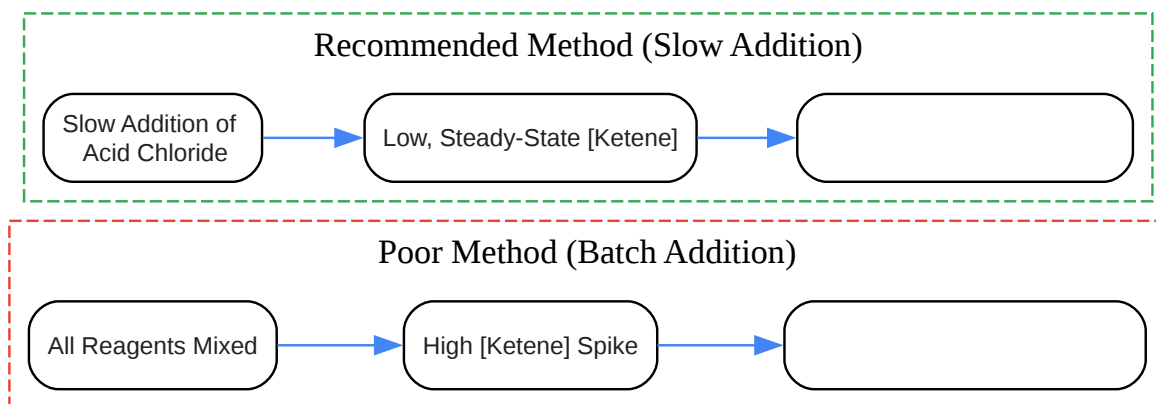 Recommended Method (Slow Addition)
Slow Addition of
Acid Chloride
Low, Steady-State [Ketene]
Poor Method (Batch Addition)
All Reagents Mixed
High [Ketene] Spike